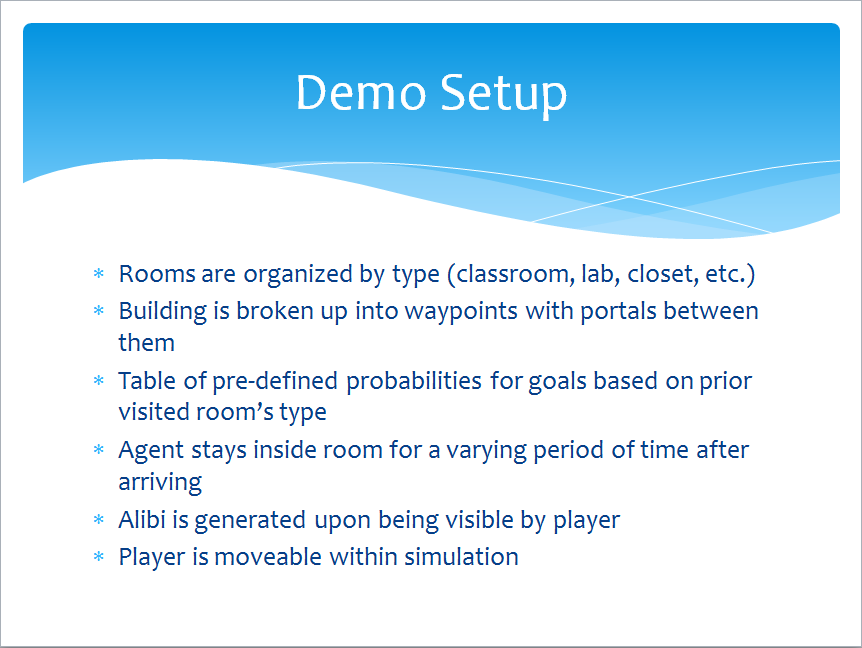 Demo Setup
* Rooms are organized by type (classroom, lab, closet, etc.)
* Building is broken up into waypoints with portals between
them
* Table of pre-defined probabilities for goals based on prior
visited room's type
* Agent stays inside room for a varying period of time after
arriving
* Alibi is generated upon being visible by player
* Player is moveable within simulation